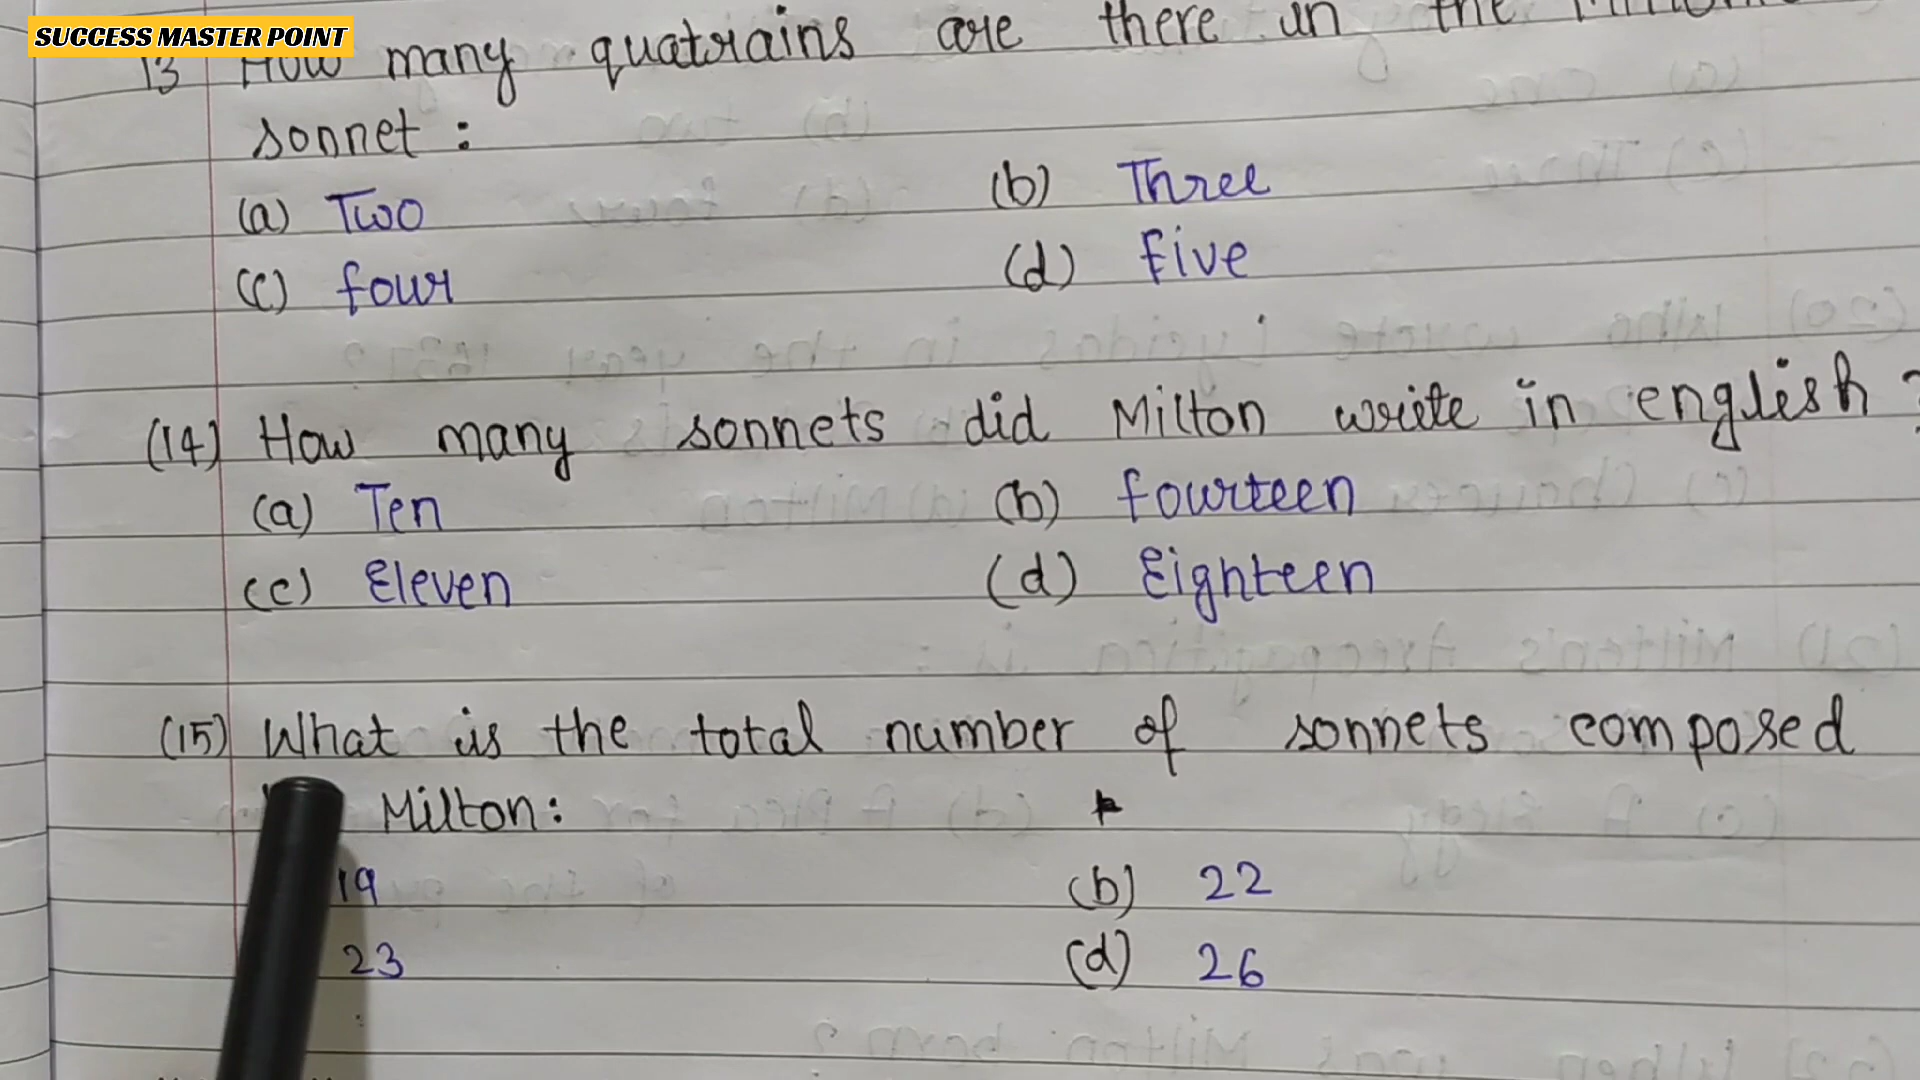 SUCCESS MASTER POINT
13 How many quatrains are there in the
sonnet :
(a) Two (b) Three
(c) four (d) Five
(14) How many sonnets did Milton write in english ?
(a) Ten (b) fourteen
(c) Eleven (d) Eighteen
(15) What is the total number of sonnets composed
Milton:
19 (b) 22
23 (d) 26